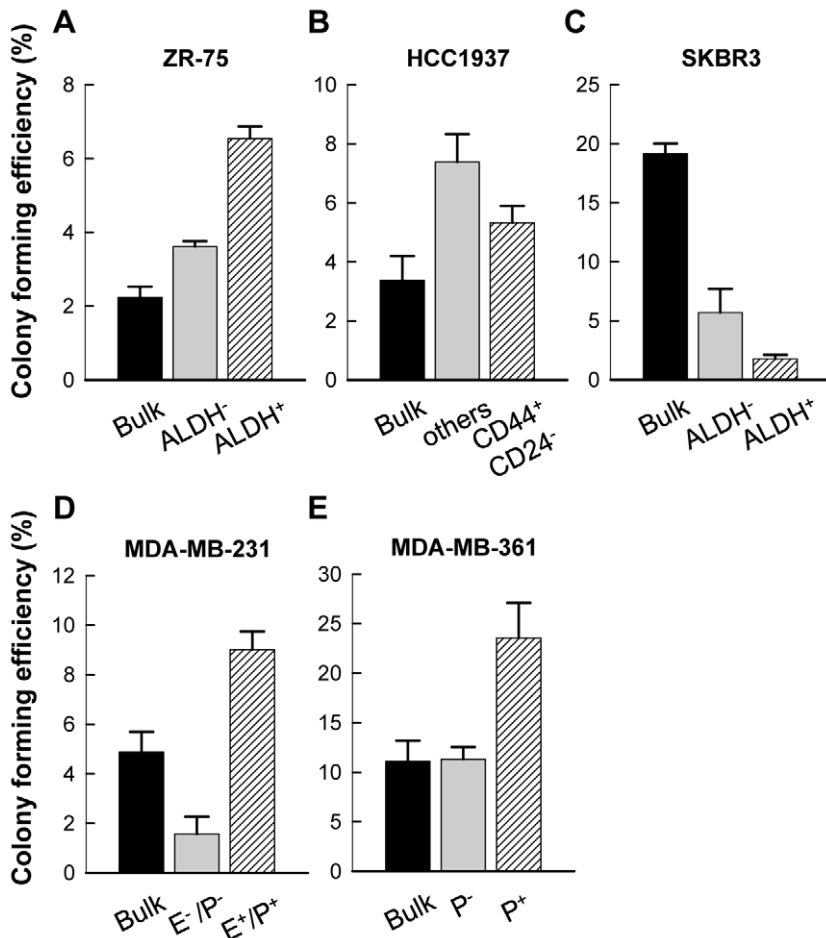 A
ZR-75
Colony forming efficiency (%)
8
6
4
2
0
Bulk
ALDH⁻
ALDH⁺
B
HCC1937
10
8
6
4
2
0
Bulk
others
CD44⁺
CD24⁻
C
SKBR3
25
20
15
10
5
0
Bulk
ALDH⁻
ALDH⁺
D
MDA-MB-231
Colony forming efficiency (%)
12
10
8
6
4
2
0
Bulk
E⁻/P⁻
E⁺/P⁺
E
MDA-MB-361
30
25
20
15
10
5
0
Bulk
P⁻
P⁺